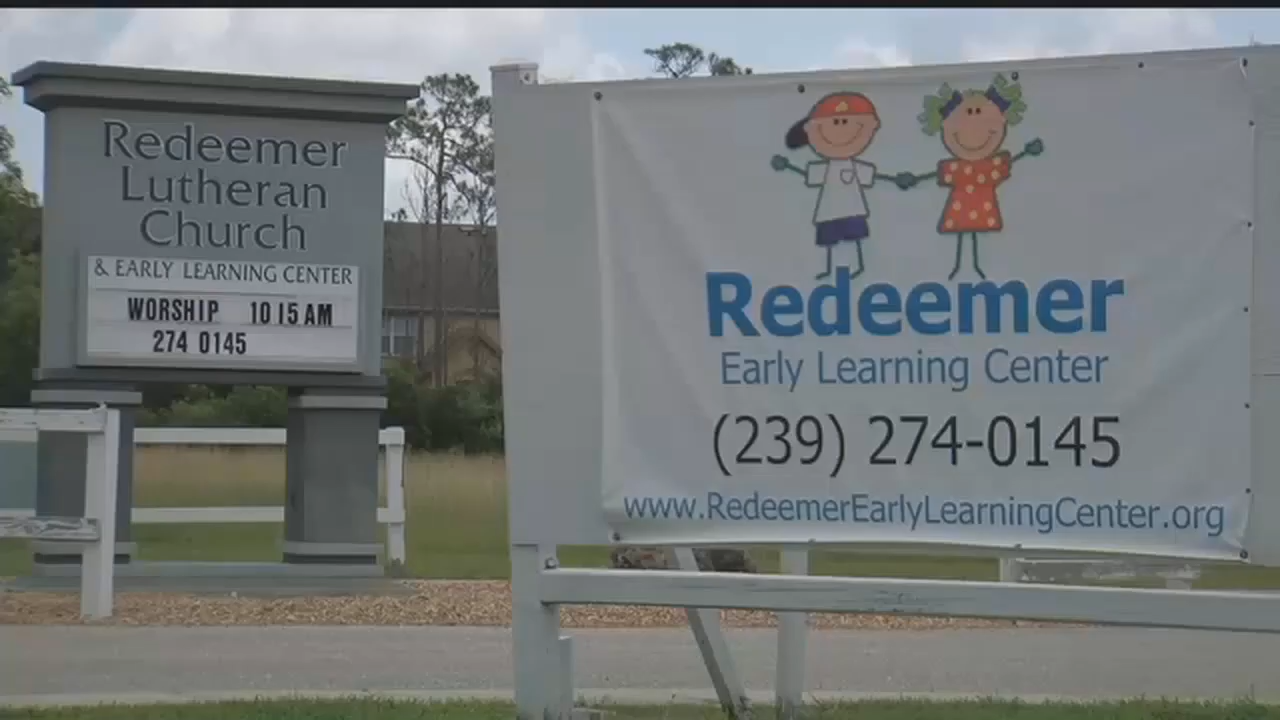 Redeemer
Lutheran
Church
& EARLY LEARNING CENTER
WORSHIP 10 15 AM
274 0145
Redeemer
Early Learning Center
(239) 274-0145
www.RedeemerEarlyLearningCenter.org